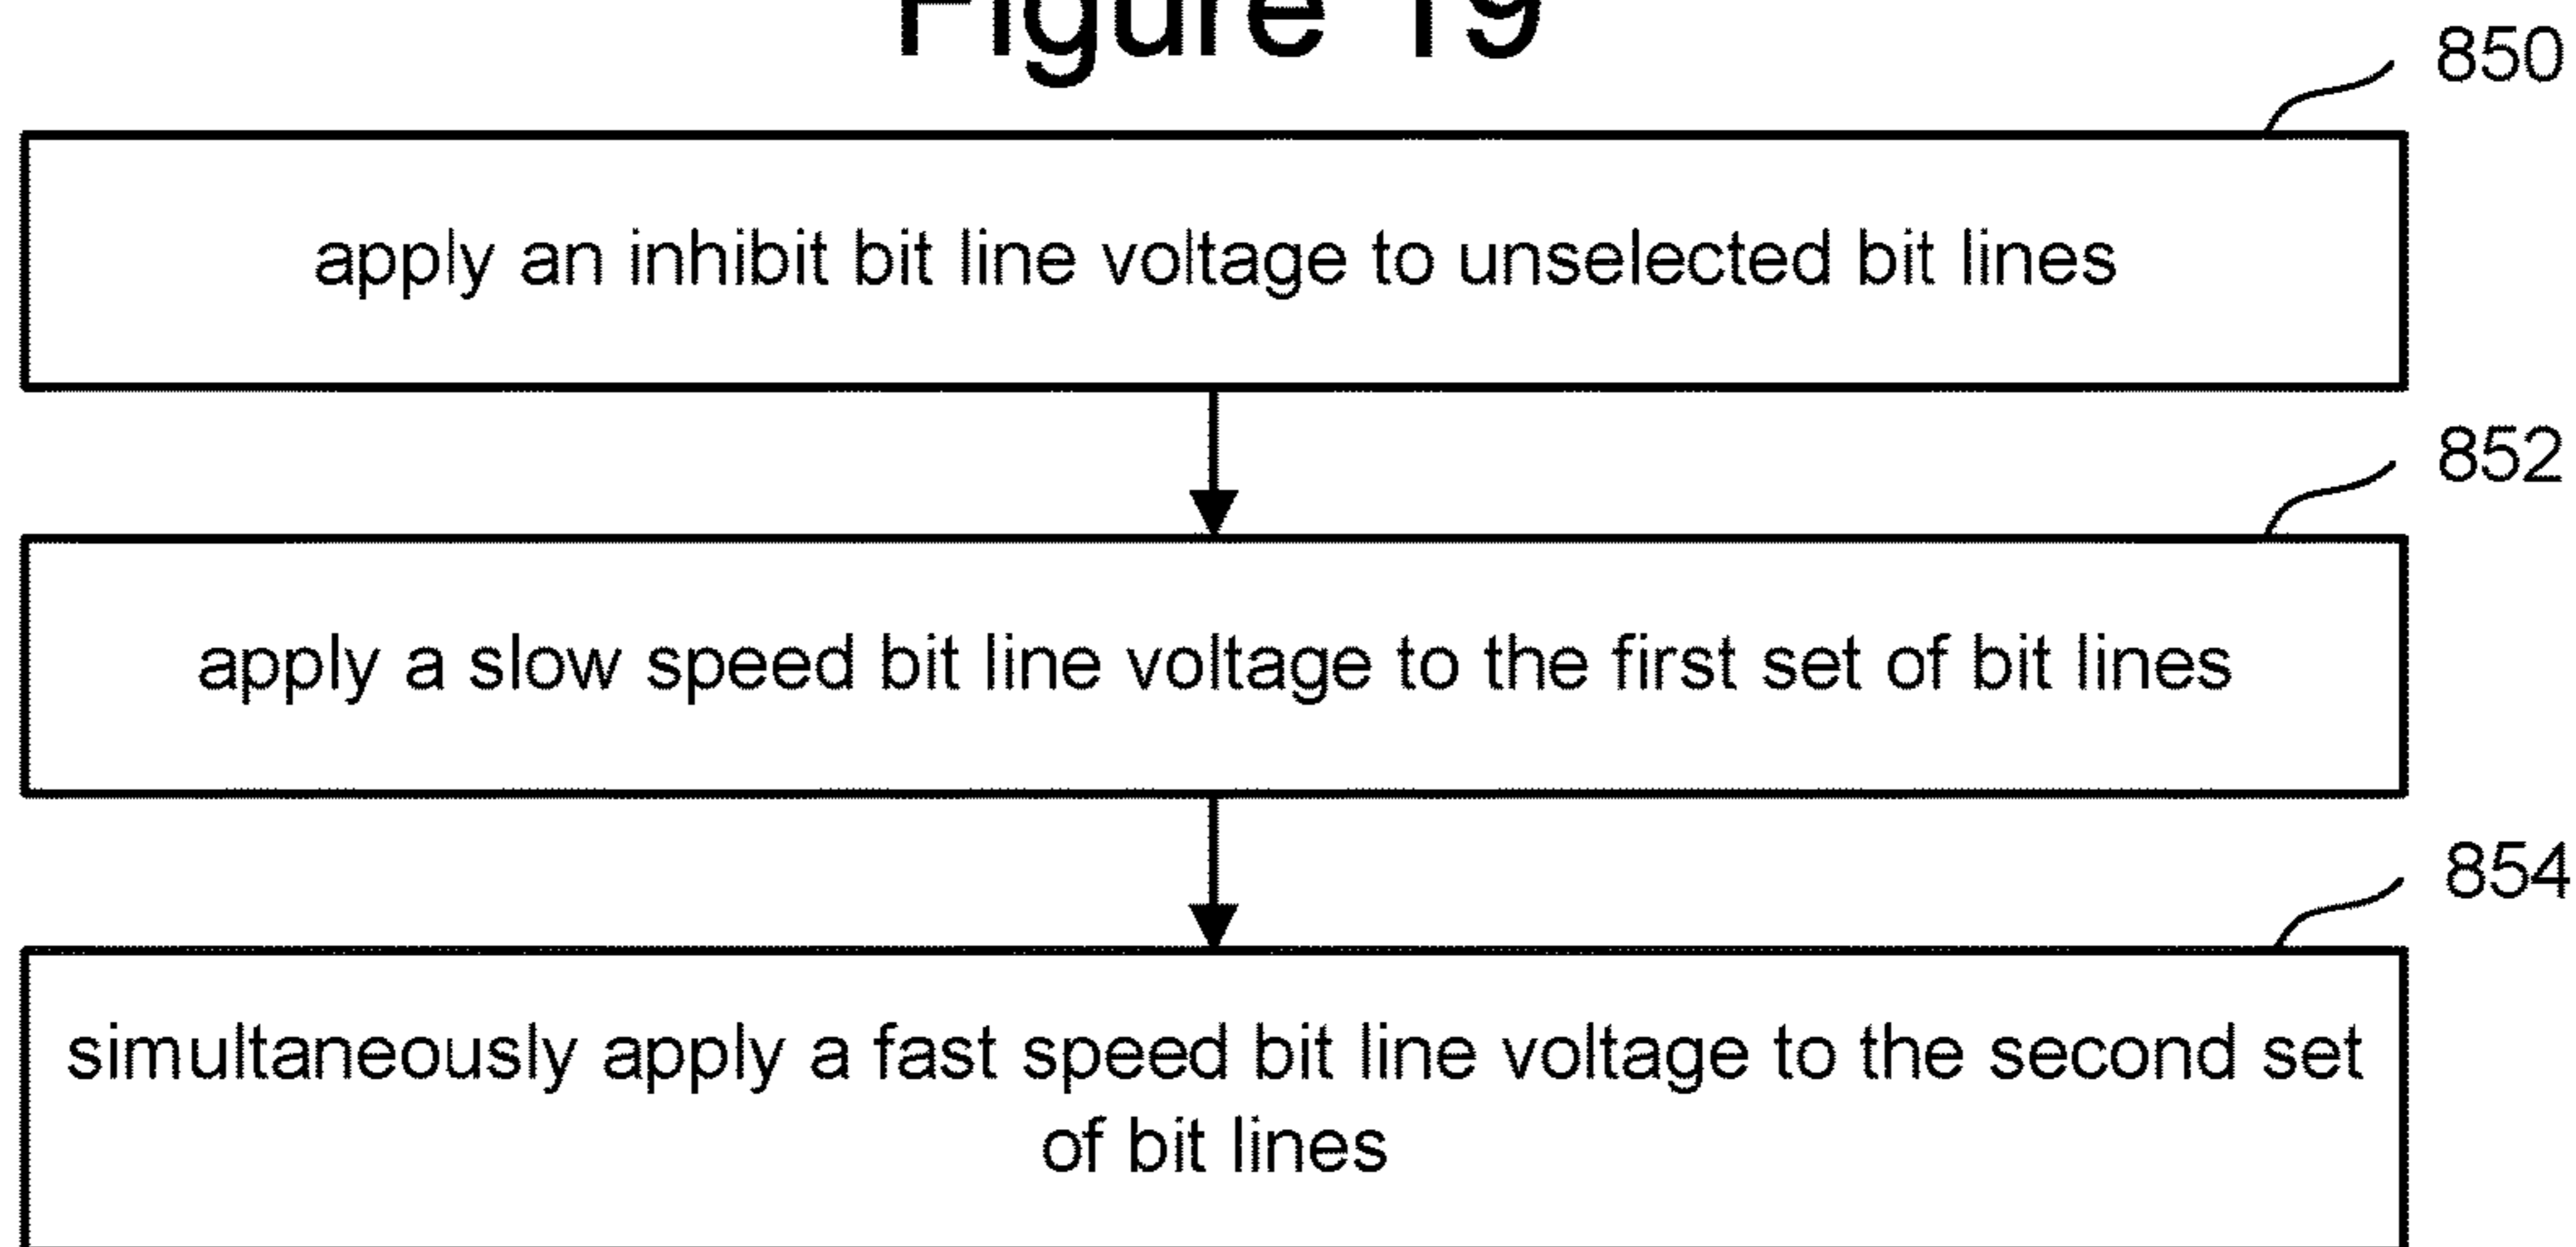 Figure 19
850
apply an inhibit bit line voltage to unselected bit lines
852
apply a slow speed bit line voltage to the first set of bit lines
854
simultaneously apply a fast speed bit line voltage to the second set
of bit lines